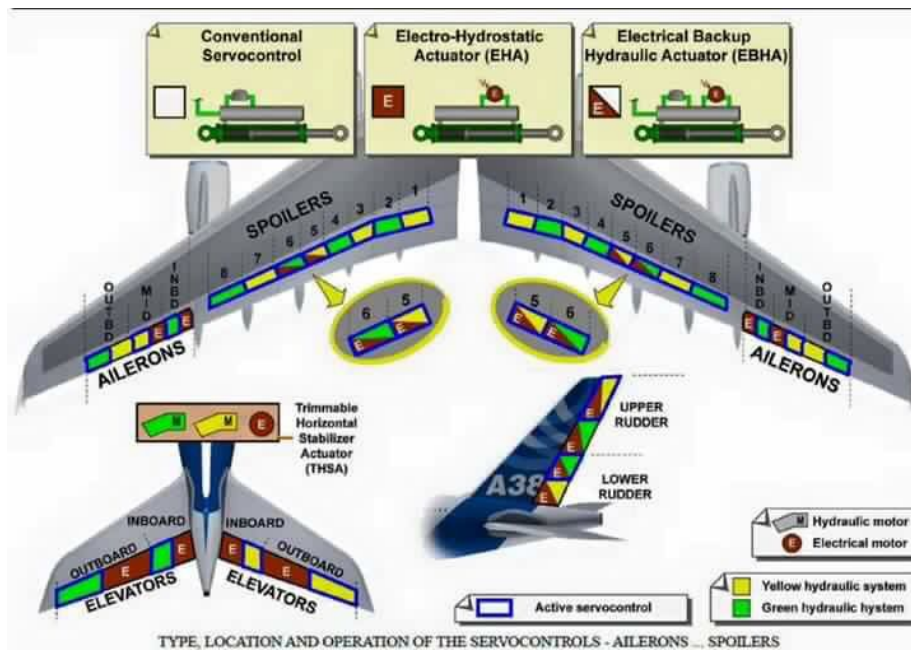 Conventional
Servocontrol
Electro-Hydrostatic
Actuator (EHA)
E
Electrical Backup
Hydraulic Actuator (EBHA)
E
E
E
SPOILERS
8 7 6 5 4 3 2 1
SPOILERS
1 2 3 4 5 6 7 8
OUTBD
MID
INBD
E E
AILERONS
6 5
E E
5 6
E E
INBD
MID
OUTBD
E E
AILERONS
M M E
Trimmable
Horizontal
Stabilizer
Actuator
(THSA)
INBOARD
INBOARD
OUTBOARD
OUTBOARD
E E E E
ELEVATORS
ELEVATORS
A38
E
E
E
E
UPPER
RUDDER
LOWER
RUDDER
M Hydraulic motor
E Electrical motor
Yellow hydraulic system
Green hydraulic hystem
Active servocontrol
TYPE, LOCATION AND OPERATION OF THE SERVOCONTROLS - AILERONS ... SPOILERS